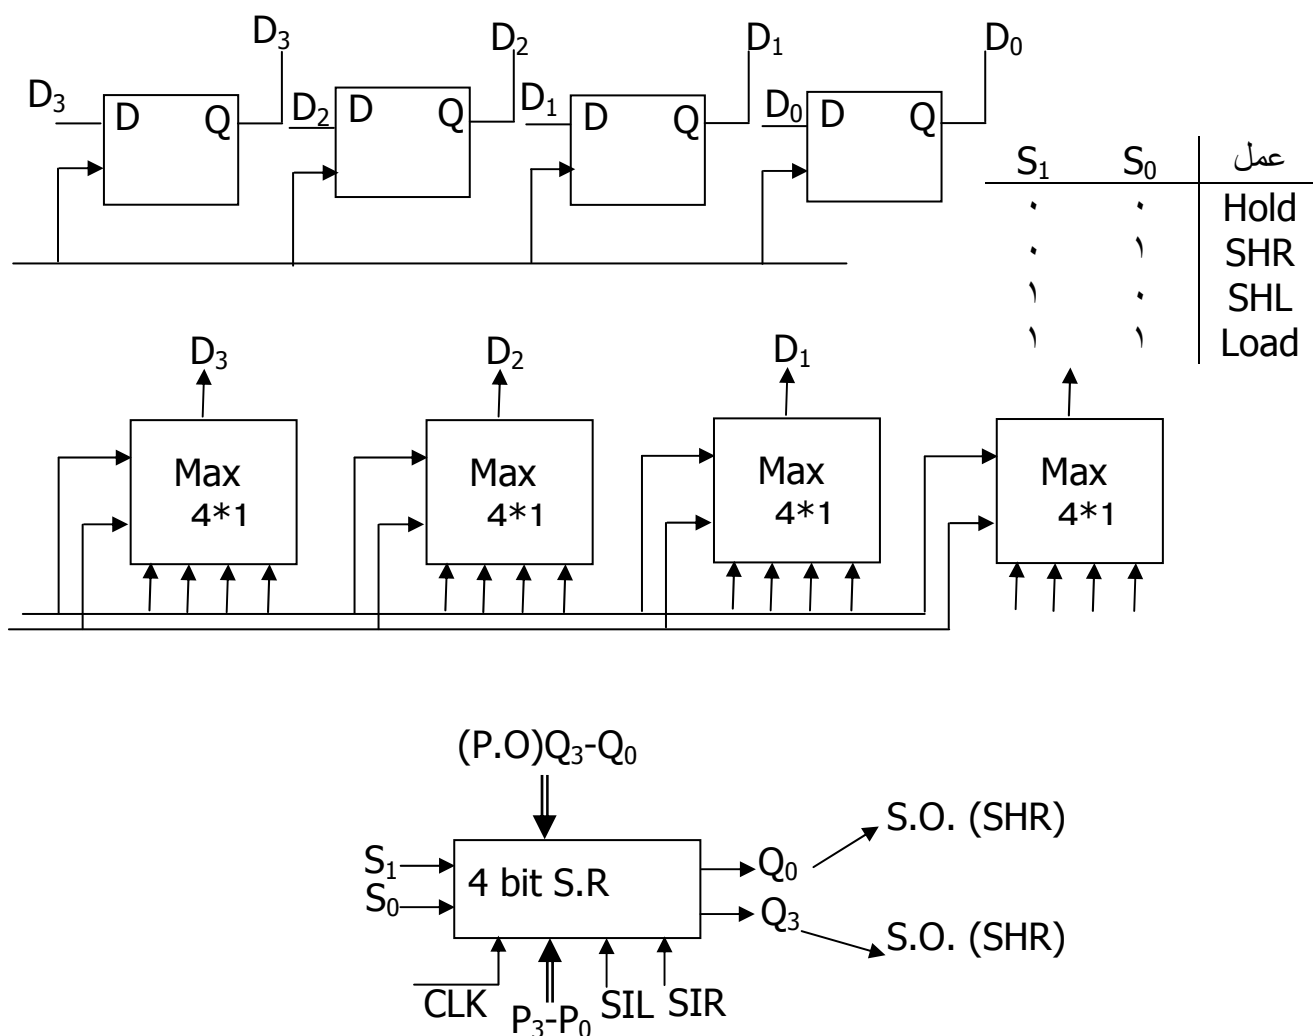 D₃ D₂ D₁ D₀
D₃ D Q D₂ D Q D₁ D Q D₀ D Q
S₁ S₀ عمل
٠ ٠ Hold
٠ ١ SHR
١ ٠ SHL
١ ١ Load
D₃ D₂ D₁
Max Max Max Max
4*1 4*1 4*1 4*1
(P.O)Q₃-Q₀
S.O. (SHR)
S₁ 4 bit S.R Q₀
S₀ Q₃
S.O. (SHR)
CLK P₃-P₀ SIL SIR